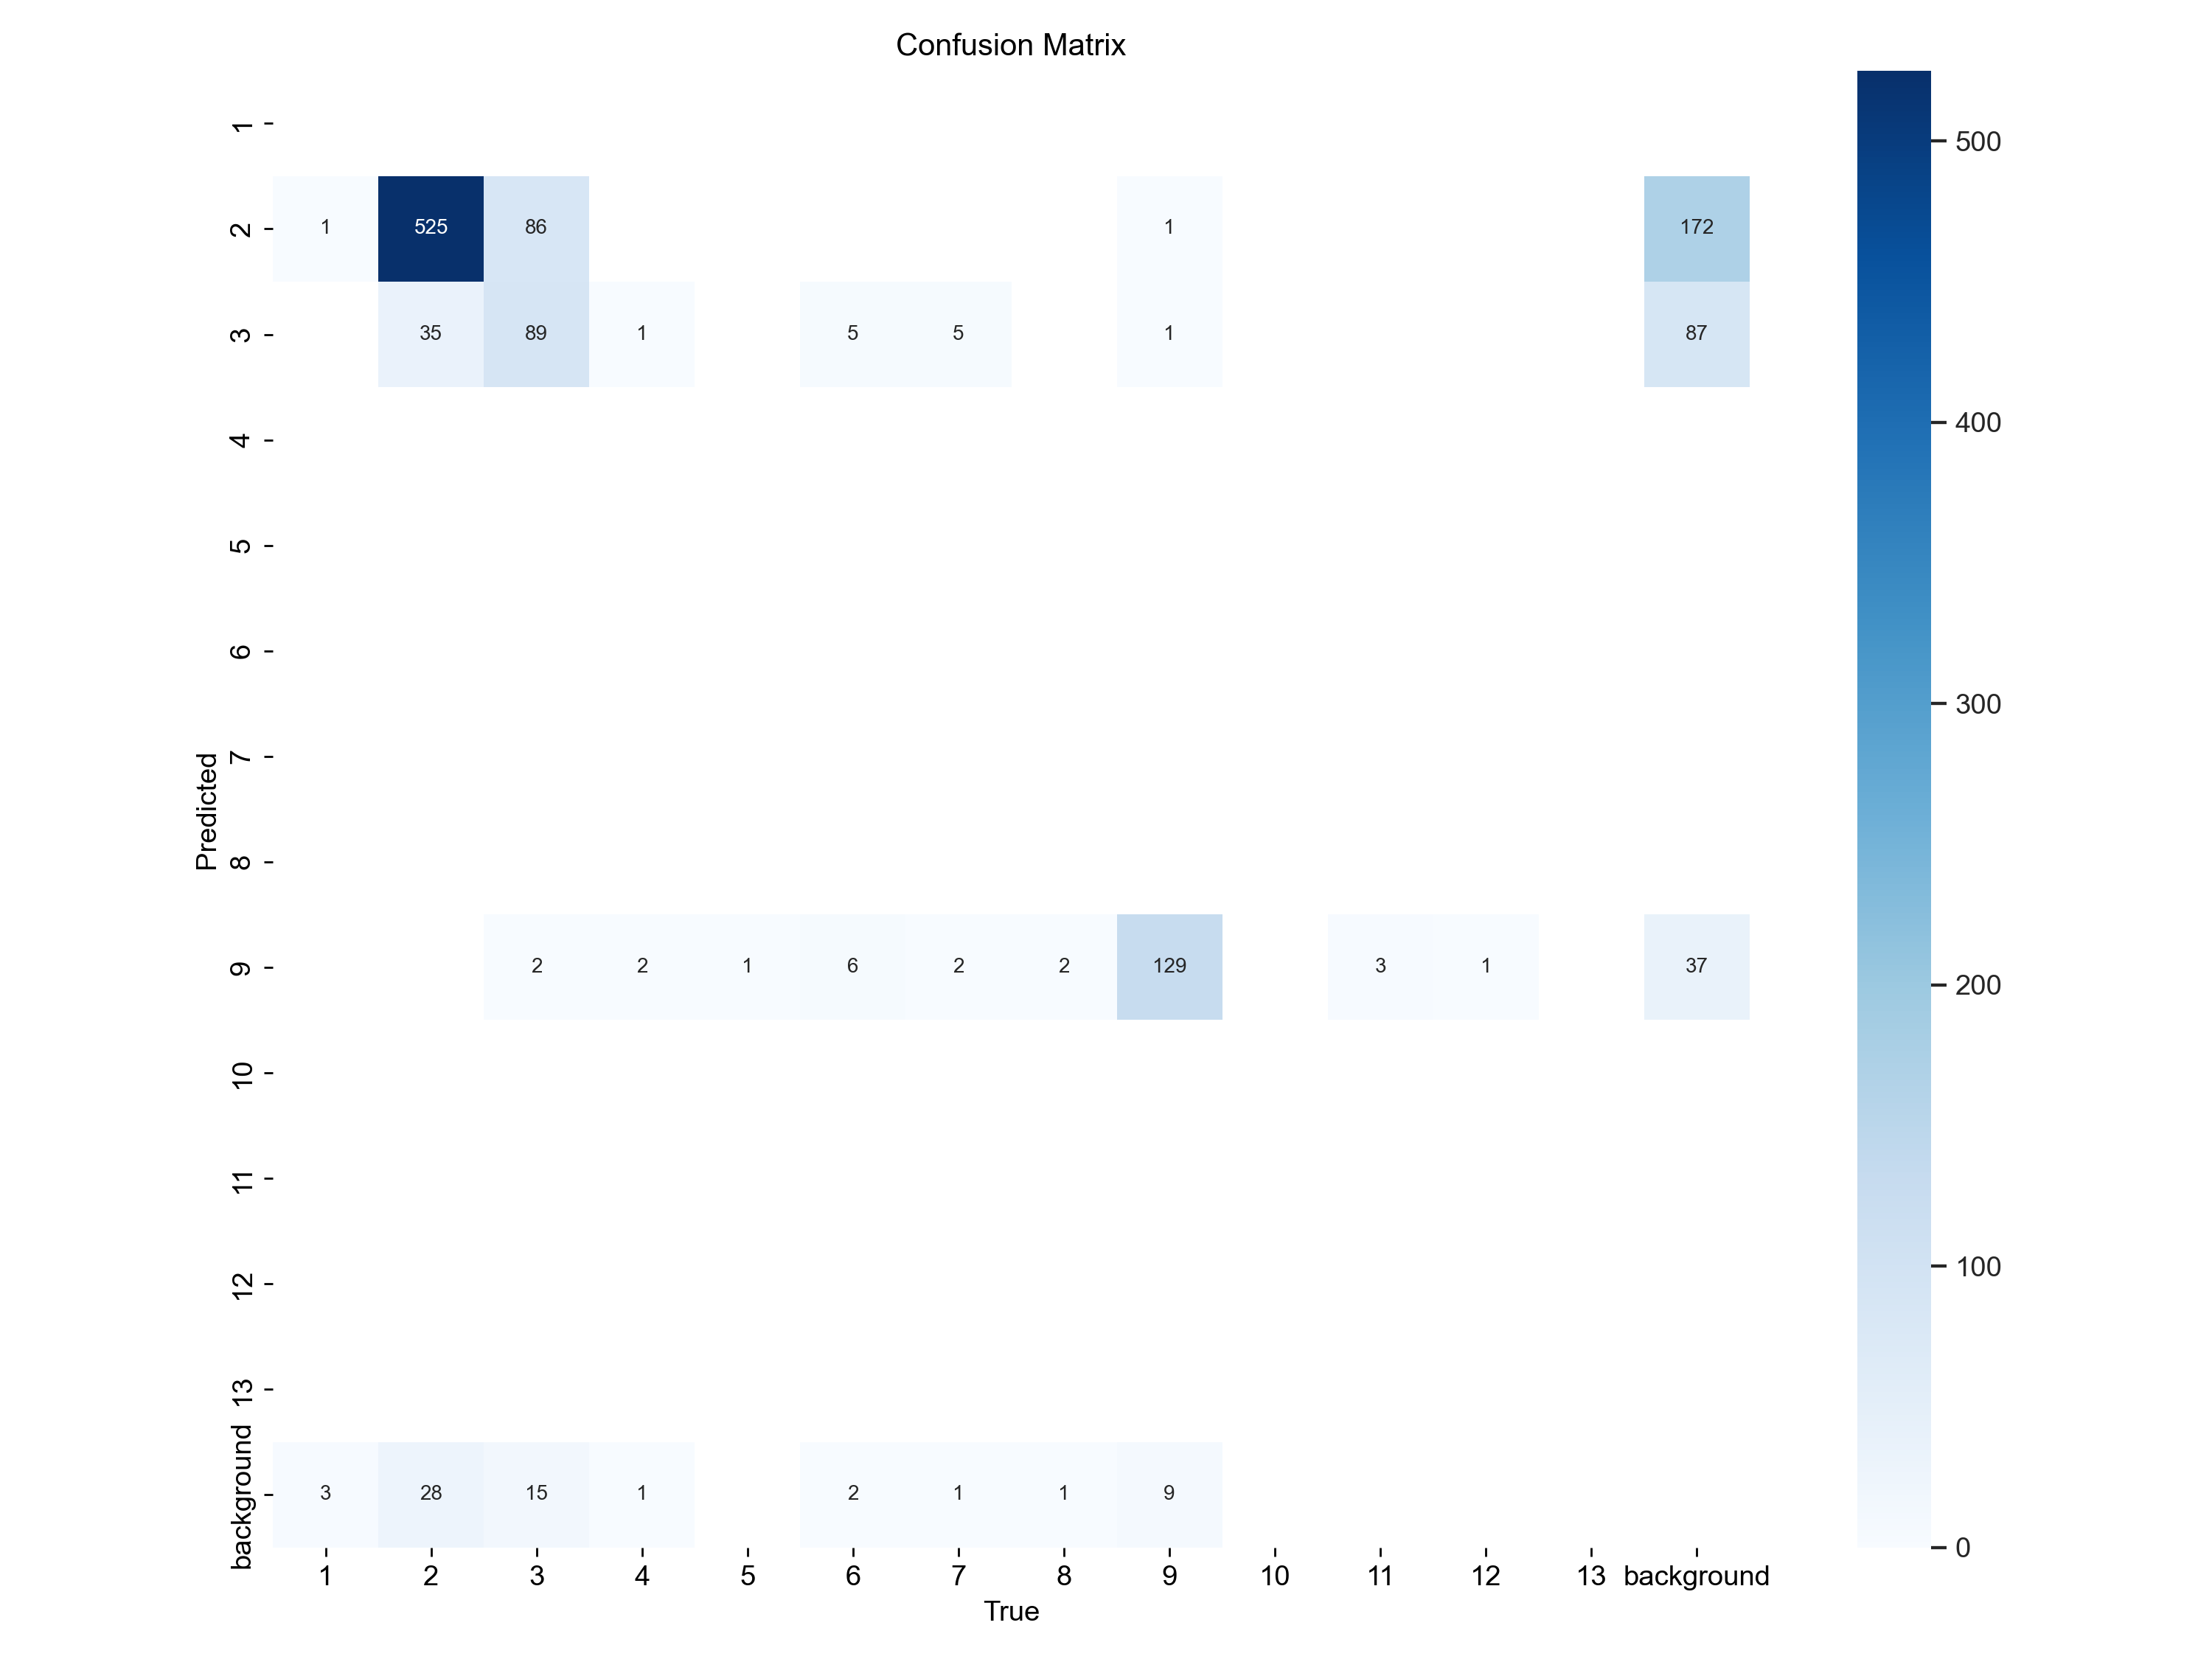 Confusion Matrix
1
2
3
4
5
6
7
8
9
10
11
12
13
background
Predicted
1 525 86 1 172
35 89 1 5 5 1 87
2 2 1 6 2 2 129 3 1 37
3 28 15 1 2 1 1 9
1 2 3 4 5 6 7 8 9 10 11 12 13 background
True
500
400
300
200
100
0